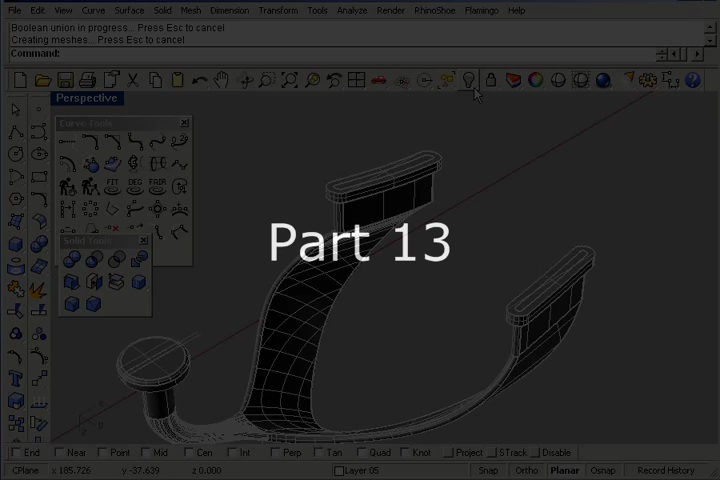 File Edit View Curve Surface Solid Mesh Dimension Transform Tools Analyze Render RhinoShoe Flamingo Help
Boolean union in progress... Press Esc to cancel
Creating meshes... Press Esc to cancel
Command:
Perspective
Curve Tools
FIT DEG FAIR
Part 13
Solid Tools
End Near Point Mid Cen Int Perp Tan Quad Knot Project STrack Disable
CPlane x 185.726 y -37.639 z 0.000 Layer 05 Snap Ortho Planar Osnap Record History